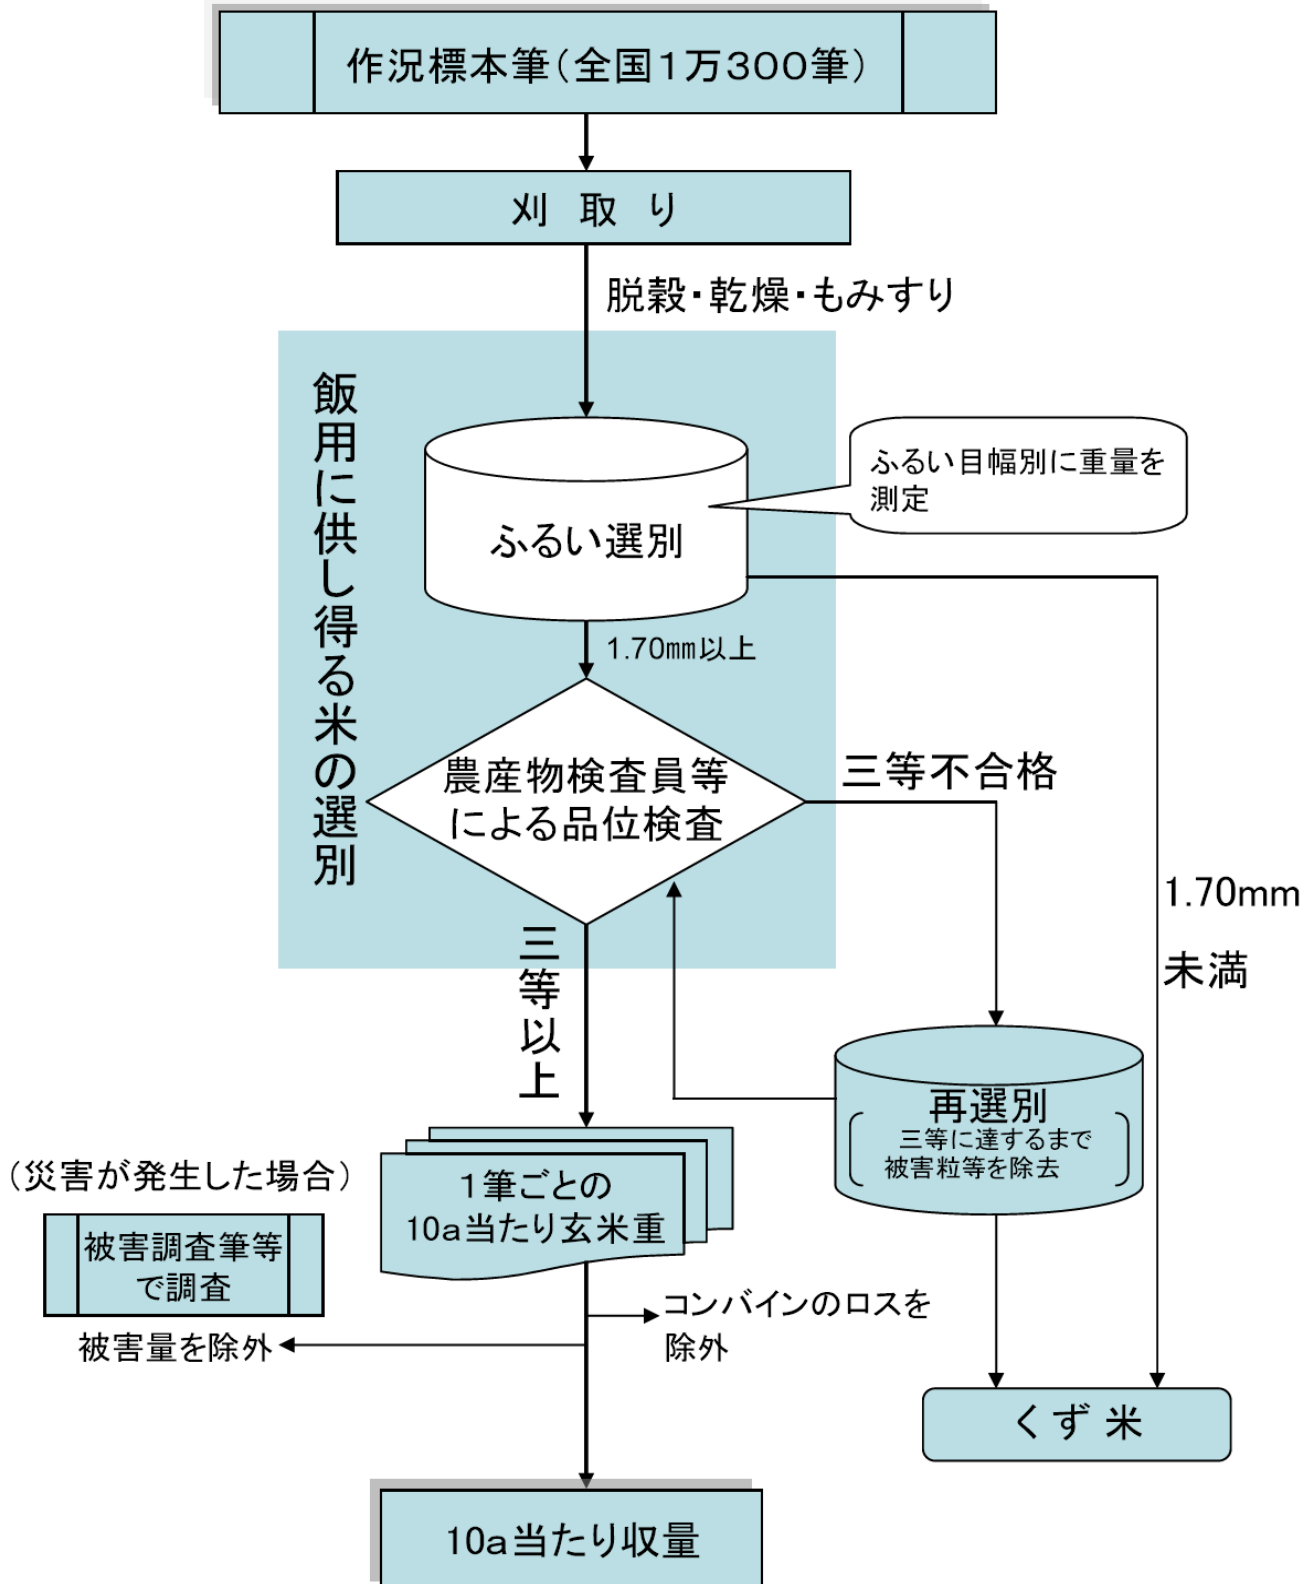 作況標本筆（全国１万３００筆）
刈　取　り
脱穀・乾燥・もみすり
飯用に供し得る米の選別
ふるい目幅別に重量を
測定
ふるい選別
1.70㎜以上
農産物検査員等
による品位検査
三等不合格
1.70mm
未満
三等以上
再選別
三等に達するまで
被害粒等を除去
（災害が発生した場合）
被害調査筆等
で調査
被害量を除外
１筆ごとの
10a当たり玄米重
コンバインのロスを
除外
くず米
10a当たり収量